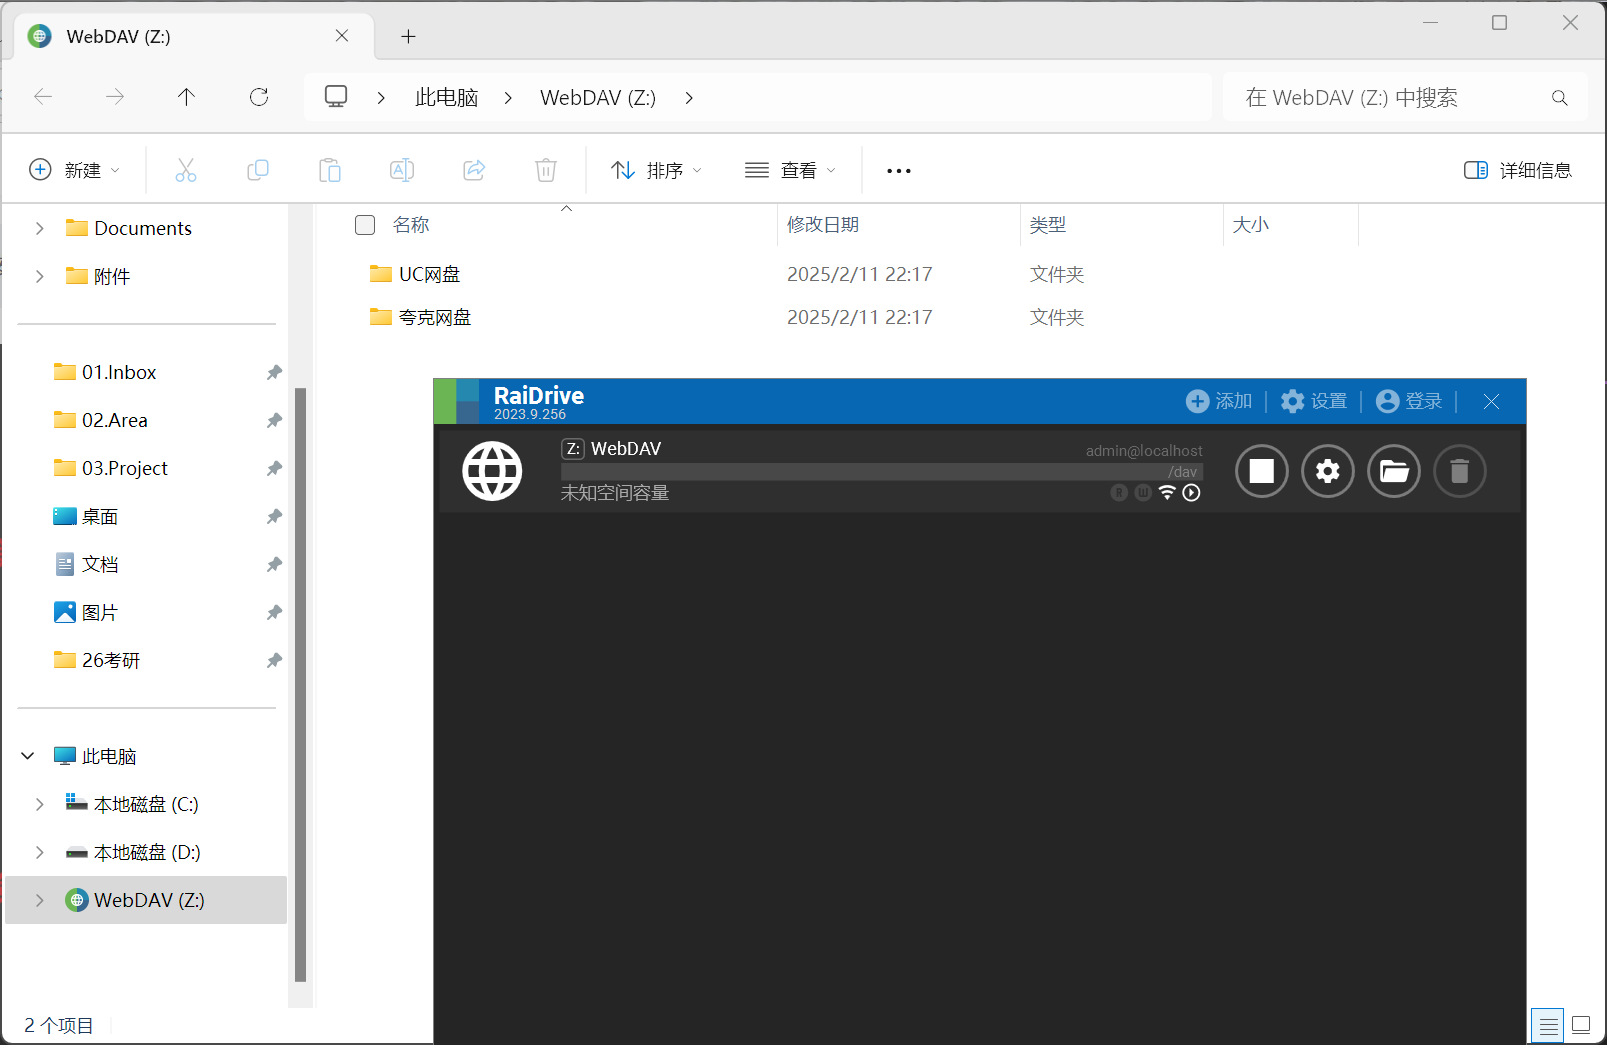 WebDAV (Z:)
此电脑 WebDAV (Z:)
在 WebDAV (Z:) 中搜索
新建 A 排序 查看 详细信息
Documents
附件
01.Inbox
02.Area
03.Project
桌面
文档
图片
26考研
此电脑
本地磁盘 (C:)
本地磁盘 (D:)
WebDAV (Z:)
名称 修改日期 类型 大小
UC网盘 2025/2/11 22:17 文件夹
夸克网盘 2025/2/11 22:17 文件夹
RaiDrive
2023.9.256
添加 设置 登录
Z: WebDAV admin@localhost
/dav
未知空间容量 R W
2 个项目